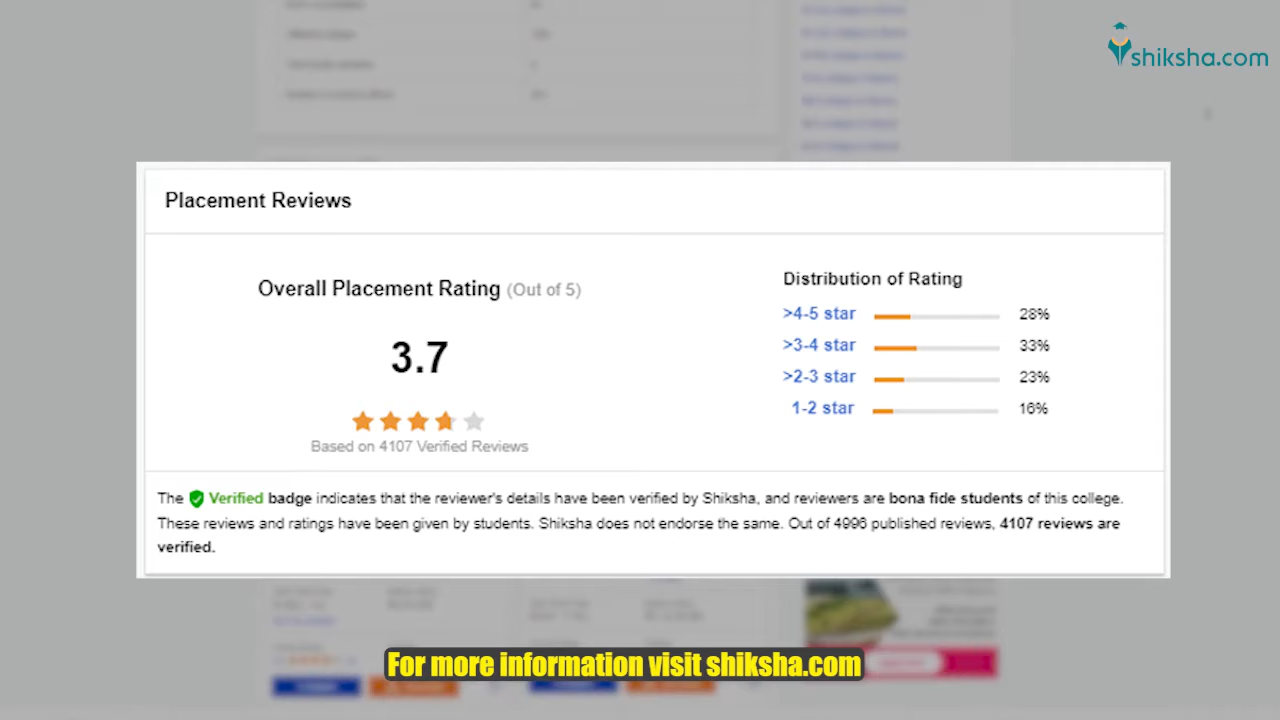 shiksha.com
Placement Reviews
Overall Placement Rating (Out of 5)
3.7
Based on 4107 Verified Reviews
Distribution of Rating
>4-5 star 28%
>3-4 star 33%
>2-3 star 23%
1-2 star 16%
The Verified badge indicates that the reviewer's details have been verified by Shiksha, and reviewers are bona fide students of this college.
These reviews and ratings have been given by students. Shiksha does not endorse the same. Out of 4996 published reviews, 4107 reviews are
verified.
For more information visit shiksha.com